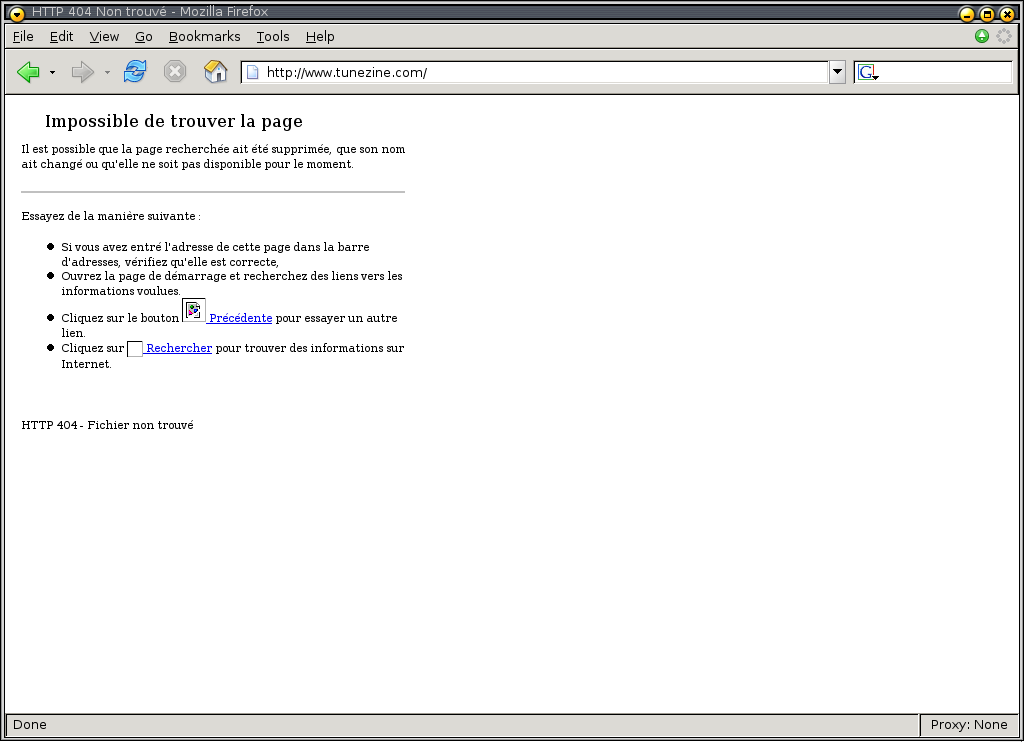 HTTP 404 Non trouvé - Mozilla Firefox
File Edit View Go Bookmarks Tools Help
http://www.tunezine.com/
G
Impossible de trouver la page
Il est possible que la page recherchée ait été supprimée, que son nom
ait changé ou qu'elle ne soit pas disponible pour le moment.
Essayez de la manière suivante :
Si vous avez entré l'adresse de cette page dans la barre
d'adresses, vérifiez qu'elle est correcte,
Ouvrez la page de démarrage et recherchez des liens vers les
informations voulues.
Cliquez sur le bouton Précédente pour essayer un autre
lien.
Cliquez sur Rechercher pour trouver des informations sur
Internet.
HTTP 404 - Fichier non trouvé
Done
Proxy: None